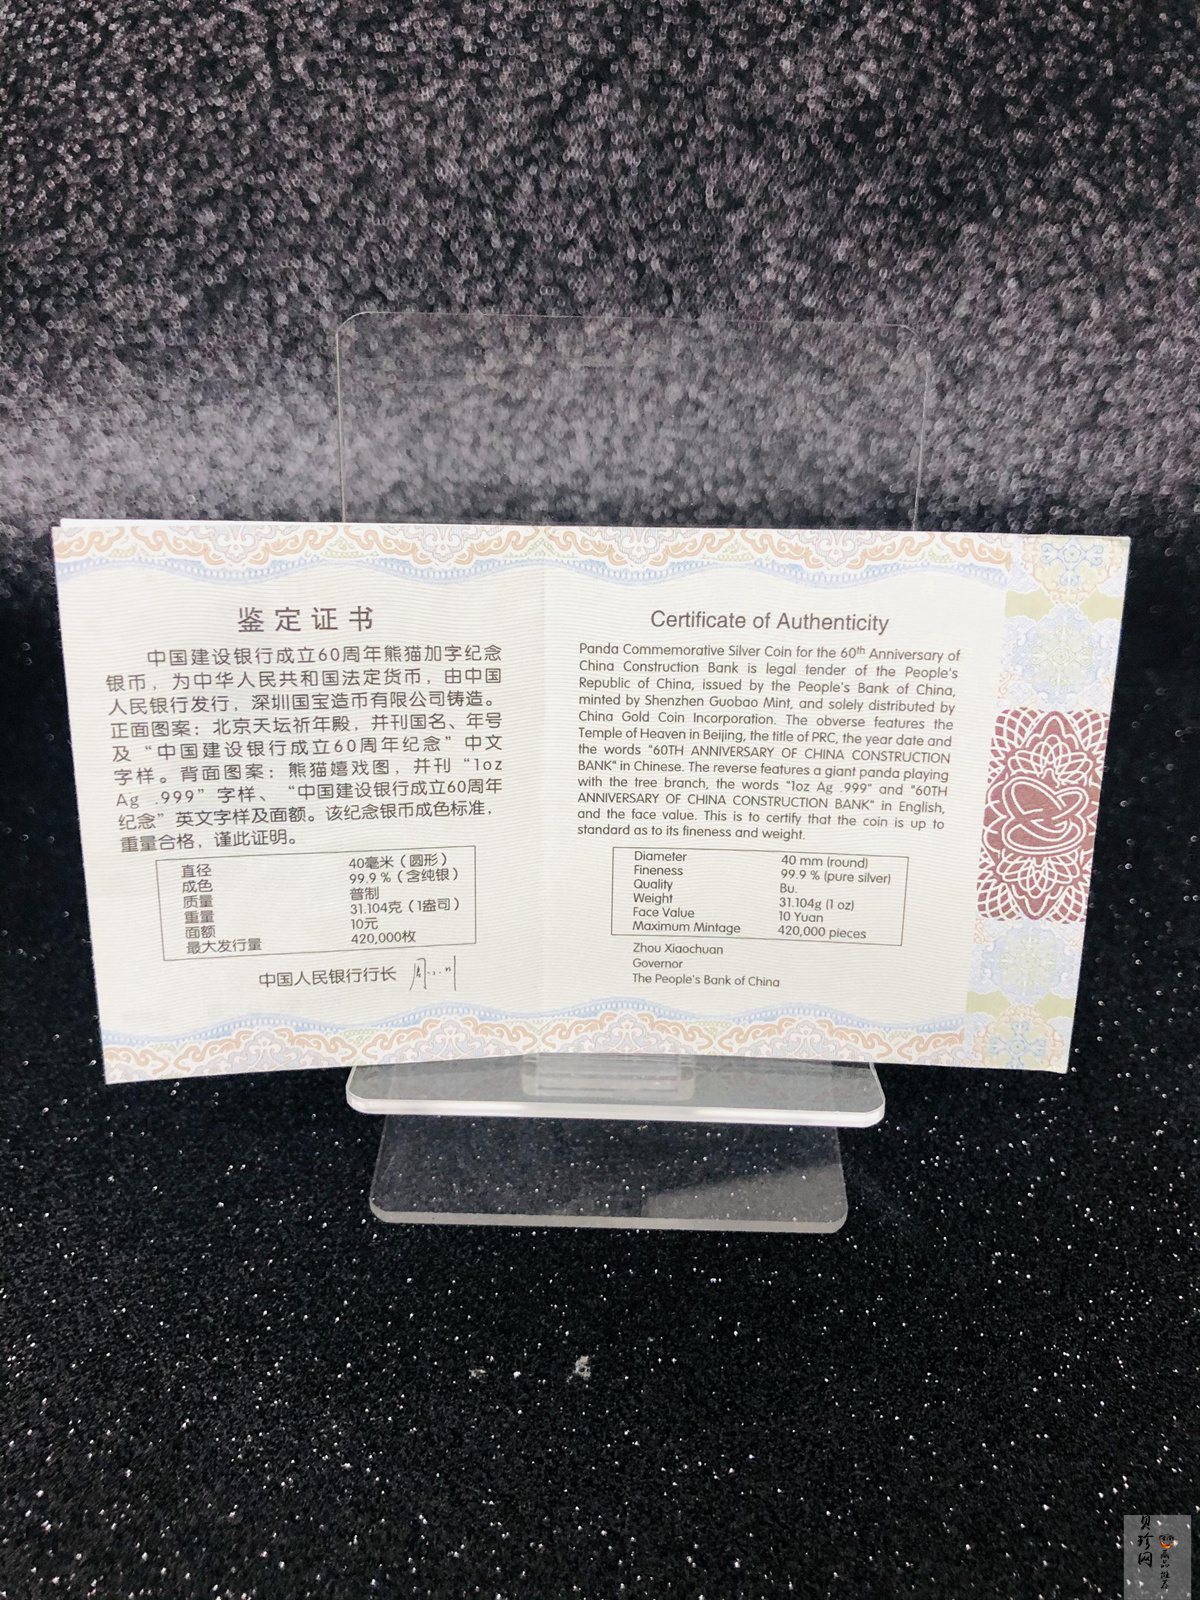 鉴定证书
中国建设银行成立60周年熊猫加字纪念
银币，为中华人民共和国法定货币，由中国
人民银行发行，深圳国宝造币有限公司铸造。
正面图案：北京天坛祈年殿，并刊国名、年号
及“中国建设银行成立60周年纪念”中文
字样。背面图案：熊猫嬉戏图，并刊“1oz
Ag .999”字样、“中国建设银行成立60周年
纪念”英文字样及面额。该纪念银币成色标准，
重量合格，谨此证明。
直径 40毫米（圆形）
成色 99.9％（含纯银）
质量 普制
重量 31.104克（1盎司）
面额 10元
最大发行量 420,000枚
中国人民银行行长
Certificate of Authenticity
Panda Commemorative Silver Coin for the 60th Anniversary of
China Construction Bank is legal tender of the People's
Republic of China, issued by the People's Bank of China,
minted by Shenzhen Guobao Mint, and solely distributed by
China Gold Coin Incorporation. The obverse features the
Temple of Heaven in Beijing, the title of PRC, the year date and
the words "60TH ANNIVERSARY OF CHINA CONSTRUCTION
BANK" in Chinese. The reverse features a giant panda playing
with the tree branch, the words "1oz Ag .999" and "60TH
ANNIVERSARY OF CHINA CONSTRUCTION BANK" in English,
and the face value. This is to certify that the coin is up to
standard as to its fineness and weight.
Diameter 40 mm (round)
Fineness 99.9 % (pure silver)
Quality Bu.
Weight 31.104g (1 oz)
Face Value 10 Yuan
Maximum Mintage 420,000 pieces
Zhou Xiaochuan
Governor
The People's Bank of China
贝珍网